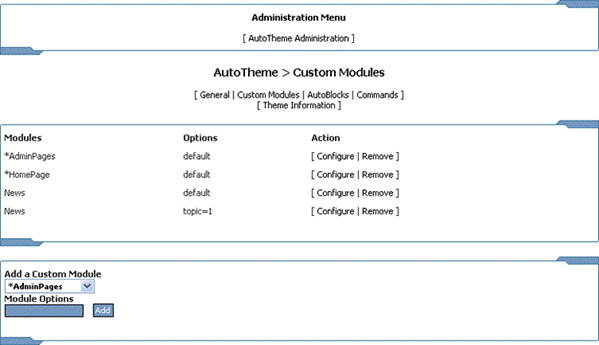 Administration Menu
[ AutoTheme Administration ]
AutoTheme > Custom Modules
[ General | Custom Modules | AutoBlocks | Commands ]
[ Theme Information ]
Modules Options Action
*AdminPages default [ Configure | Remove ]
*HomePage default [ Configure | Remove ]
News default [ Configure | Remove ]
News topic=1 [ Configure | Remove ]
Add a Custom Module
*AdminPages
Module Options
Add